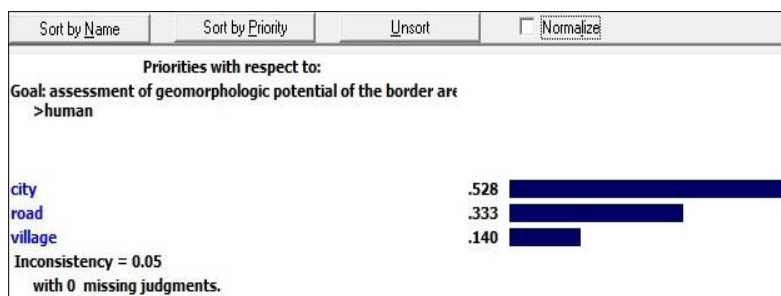 Sort by Name Sort by Priority Unsort Normalize
Priorities with respect to:
Goal: assessment of geomorphologic potential of the border are
>human
city .528
road .333
village .140
Inconsistency = 0.05
with 0 missing judgments.